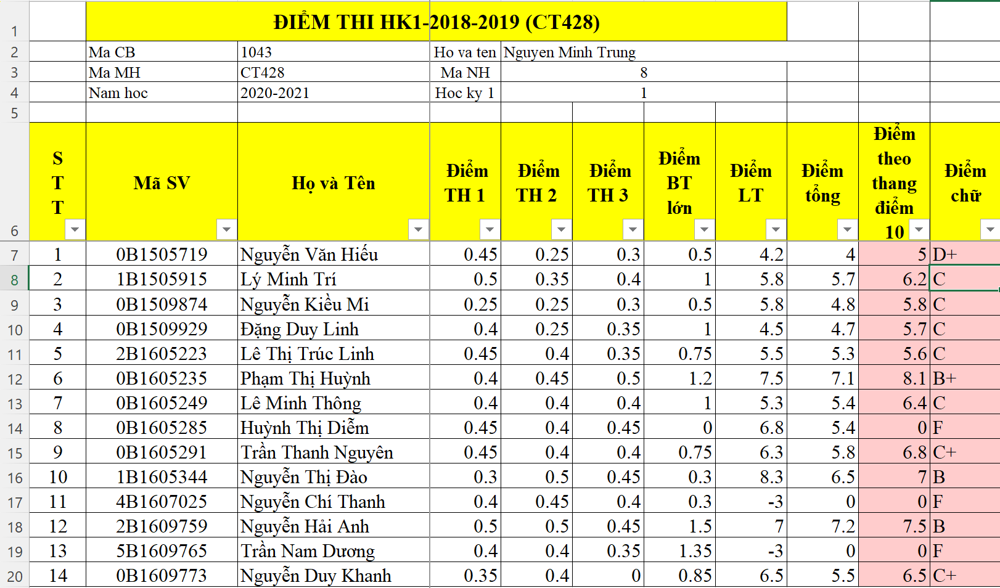 1 ĐIỂM THI HK1-2018-2019 (CT428)
2 Ma CB 1043 Ho va ten Nguyen Minh Trung
3 Ma MH CT428 Ma NH 8
4 Nam hoc 2020-2021 Hoc ky 1 1
5
6 S T T Mã SV Họ và Tên Điểm TH 1 Điểm TH 2 Điểm TH 3 Điểm BT lớn Điểm LT Điểm tổng Điểm theo thang điểm 10 Điểm chữ
7 1 0B1505719 Nguyễn Văn Hiếu 0.45 0.25 0.3 0.5 4.2 4 5 D+
8 2 1B1505915 Lý Minh Trí 0.5 0.35 0.4 1 5.8 5.7 6.2 C
9 3 0B1509874 Nguyễn Kiều Mi 0.25 0.25 0.3 0.5 5.8 4.8 5.8 C
10 4 0B1509929 Đặng Duy Linh 0.4 0.25 0.35 1 4.5 4.7 5.7 C
11 5 2B1605223 Lê Thị Trúc Linh 0.45 0.4 0.35 0.75 5.5 5.3 5.6 C
12 6 0B1605235 Phạm Thị Huỳnh 0.4 0.45 0.5 1.2 7.5 7.1 8.1 B+
13 7 0B1605249 Lê Minh Thông 0.4 0.4 0.4 1 5.3 5.4 6.4 C
14 8 0B1605285 Huỳnh Thị Diễm 0.45 0.4 0.45 0 6.8 5.4 0 F
15 9 0B1605291 Trần Thanh Nguyên 0.45 0.4 0.4 0.75 6.3 5.8 6.8 C+
16 10 1B1605344 Nguyễn Thị Đào 0.3 0.5 0.45 0.3 8.3 6.5 7 B
17 11 4B1607025 Nguyễn Chí Thanh 0.4 0.45 0.4 0.3 -3 0 0 F
18 12 2B1609759 Nguyễn Hải Anh 0.5 0.5 0.45 1.5 7 7.2 7.5 B
19 13 5B1609765 Trần Nam Dương 0.4 0.4 0.35 1.35 -3 0 0 F
20 14 0B1609773 Nguyễn Duy Khanh 0.35 0.4 0 0.85 6.5 5.5 6.5 C+